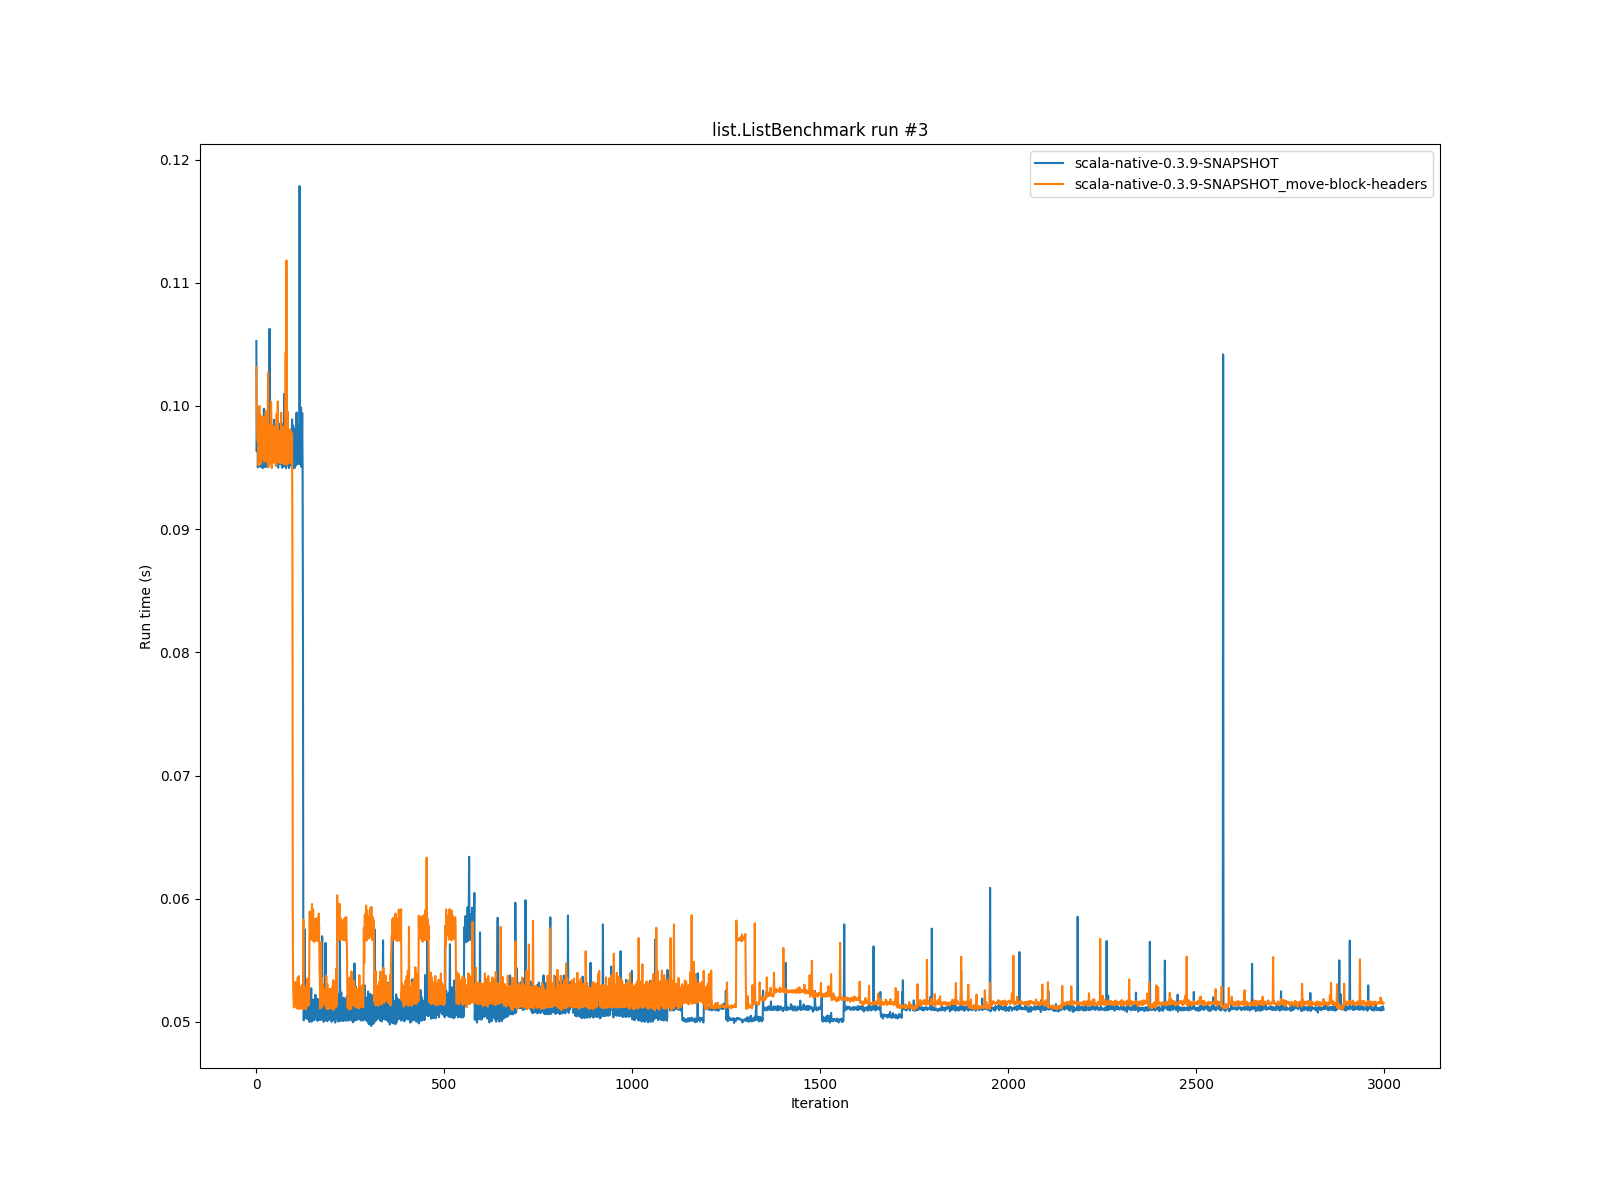 list.ListBenchmark run #3
scala-native-0.3.9-SNAPSHOT
scala-native-0.3.9-SNAPSHOT_move-block-headers
0.12
0.11
0.10
0.09
0.08
0.07
0.06
0.05
Run time (s)
0 500 1000 1500 2000 2500 3000
Iteration